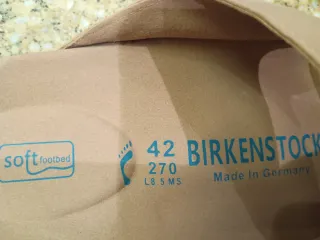 soft footbed
42
270
L8 5 M5
BIRKENSTOCK
Made In Germany